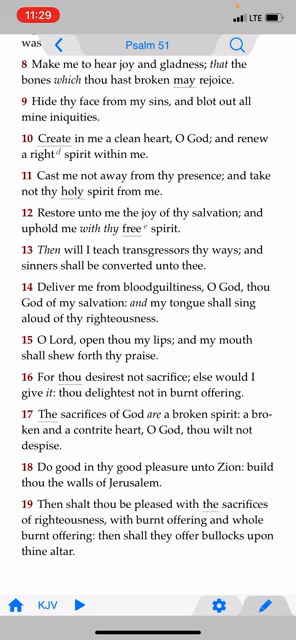 11:29
LTE
was
Psalm 51
8 Make me to hear joy and gladness; that the
bones which thou hast broken may rejoice.
9 Hide thy face from my sins, and blot out all
mine iniquities.
10 Create in me a clean heart, O God; and renew
a right d spirit within me.
11 Cast me not away from thy presence; and take
not thy holy spirit from me.
12 Restore unto me the joy of thy salvation; and
uphold me with thy free e spirit.
13 Then will I teach transgressors thy ways; and
sinners shall be converted unto thee.
14 Deliver me from bloodguiltiness, O God, thou
God of my salvation: and my tongue shall sing
aloud of thy righteousness.
15 O Lord, open thou my lips; and my mouth
shall shew forth thy praise.
16 For thou desirest not sacrifice; else would I
give it: thou delightest not in burnt offering.
17 The sacrifices of God are a broken spirit: a bro-
ken and a contrite heart, O God, thou wilt not
despise.
18 Do good in thy good pleasure unto Zion: build
thou the walls of Jerusalem.
19 Then shalt thou be pleased with the sacrifices
of righteousness, with burnt offering and whole
burnt offering: then shall they offer bullocks upon
thine altar.
KJV